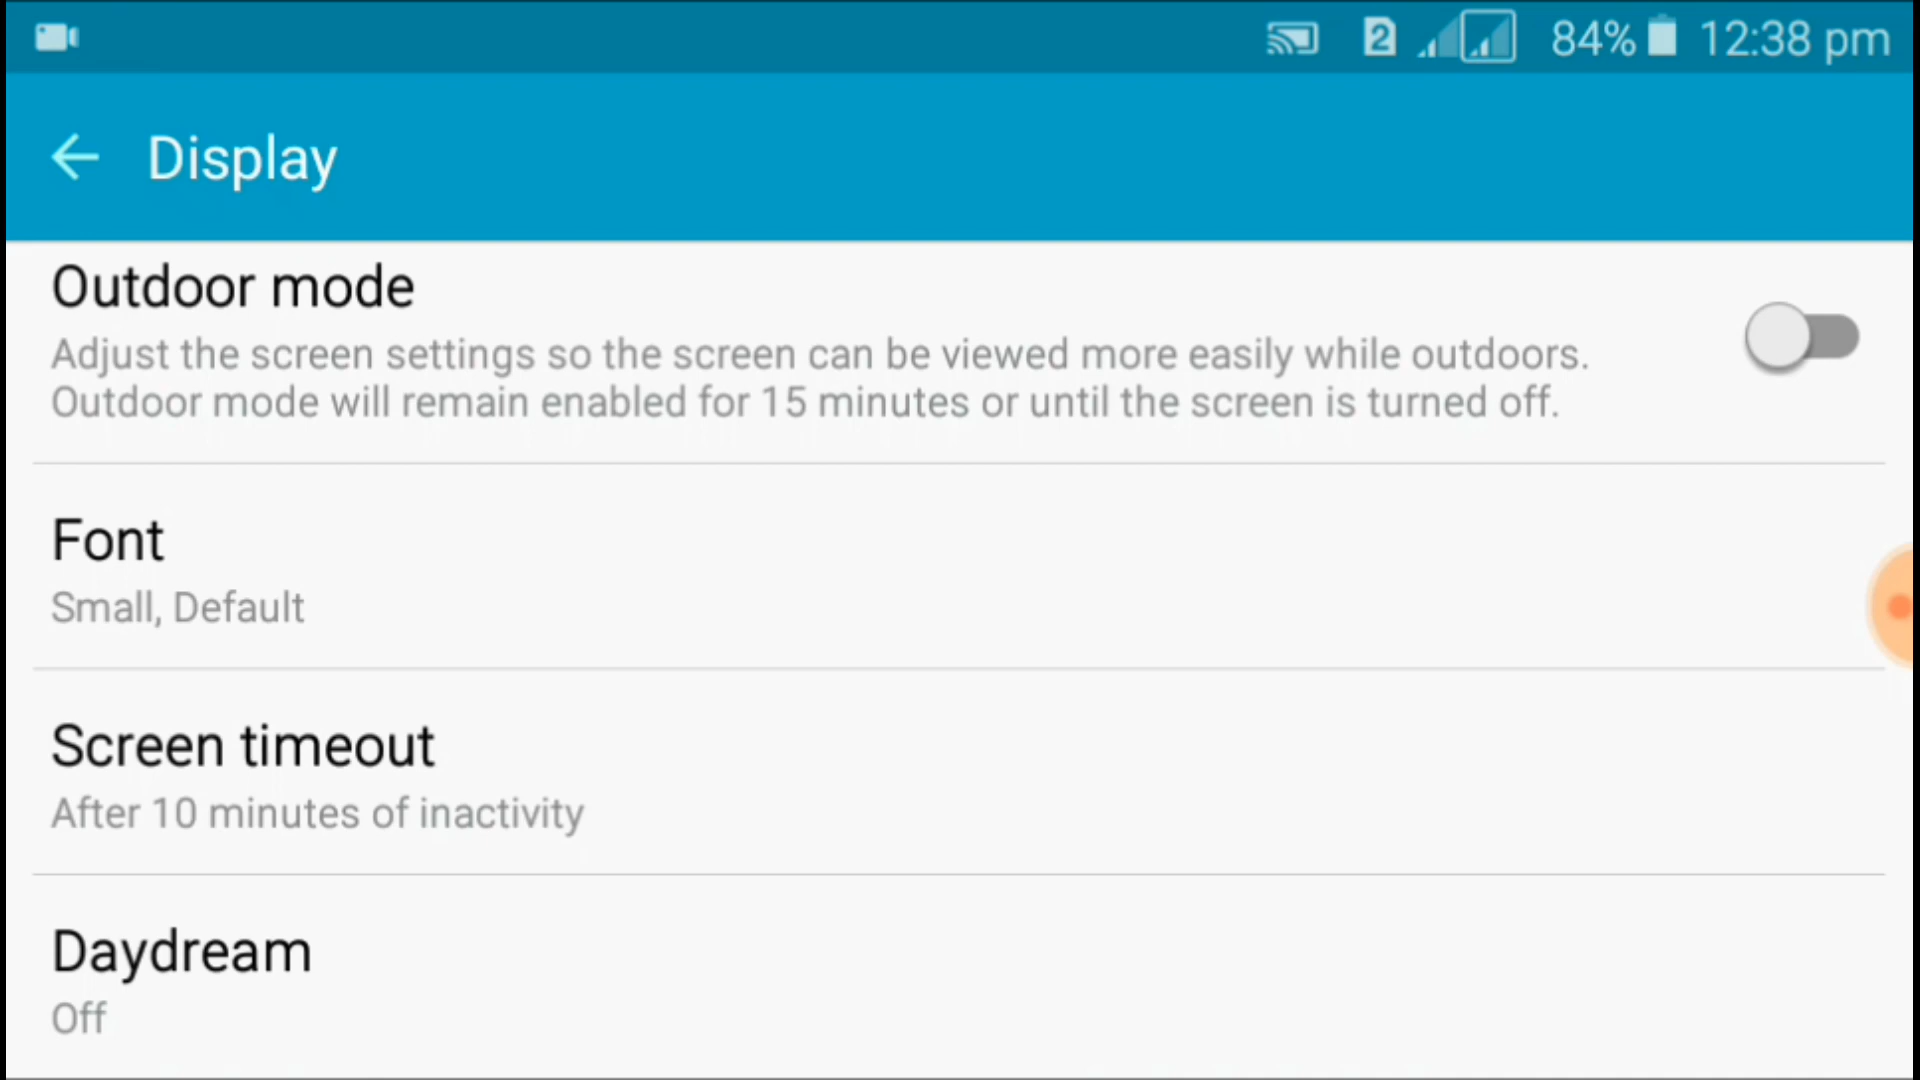 2 84% 12:38 pm
Display
Outdoor mode
Adjust the screen settings so the screen can be viewed more easily while outdoors.
Outdoor mode will remain enabled for 15 minutes or until the screen is turned off.
Font
Small, Default
Screen timeout
After 10 minutes of inactivity
Daydream
Off